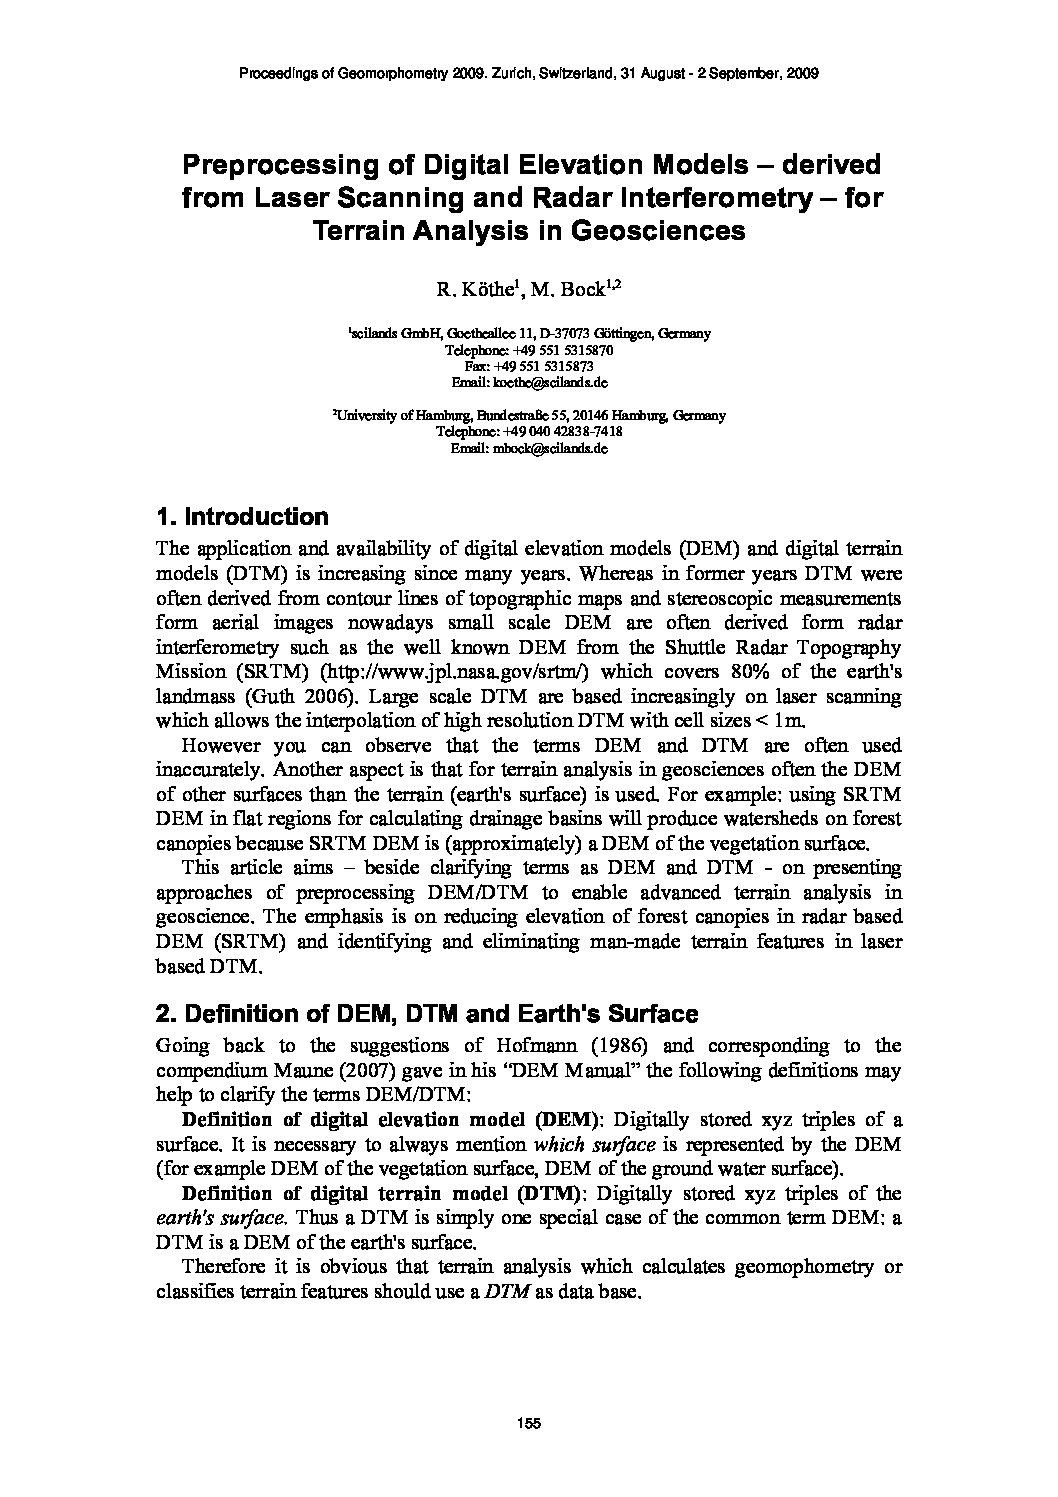 Proceedings of Geomorphometry 2009. Zurich, Switzerland, 31 August - 2 September, 2009
Preprocessing of Digital Elevation Models – derived
from Laser Scanning and Radar Interferometry – for
Terrain Analysis in Geosciences
R. Köthe¹, M. Bock¹,²
¹scilands GmbH, Goetheallee 11, D-37073 Göttingen, Germany
Telephone: +49 551 5315870
Fax: +49 551 5315873
Email: koethe@scilands.de
²University of Hamburg, Bundestraße 55, 20146 Hamburg, Germany
Telephone: +49 040 42838-7418
Email: mbock@scilands.de
1. Introduction
The application and availability of digital elevation models (DEM) and digital terrain
models (DTM) is increasing since many years. Whereas in former years DTM were
often derived from contour lines of topographic maps and stereoscopic measurements
form aerial images nowadays small scale DEM are often derived form radar
interferometry such as the well known DEM from the Shuttle Radar Topography
Mission (SRTM) (http://www.jpl.nasa.gov/srtm/) which covers 80% of the earth's
landmass (Guth 2006). Large scale DTM are based increasingly on laser scanning
which allows the interpolation of high resolution DTM with cell sizes < 1m.
However you can observe that the terms DEM and DTM are often used
inaccurately. Another aspect is that for terrain analysis in geosciences often the DEM
of other surfaces than the terrain (earth's surface) is used. For example: using SRTM
DEM in flat regions for calculating drainage basins will produce watersheds on forest
canopies because SRTM DEM is (approximately) a DEM of the vegetation surface.
This article aims – beside clarifying terms as DEM and DTM - on presenting
approaches of preprocessing DEM/DTM to enable advanced terrain analysis in
geoscience. The emphasis is on reducing elevation of forest canopies in radar based
DEM (SRTM) and identifying and eliminating man-made terrain features in laser
based DTM.
2. Definition of DEM, DTM and Earth's Surface
Going back to the suggestions of Hofmann (1986) and corresponding to the
compendium Maune (2007) gave in his “DEM Manual” the following definitions may
help to clarify the terms DEM/DTM:
Definition of digital elevation model (DEM): Digitally stored xyz triples of a
surface. It is necessary to always mention which surface is represented by the DEM
(for example DEM of the vegetation surface, DEM of the ground water surface).
Definition of digital terrain model (DTM): Digitally stored xyz triples of the
earth's surface. Thus a DTM is simply one special case of the common term DEM: a
DTM is a DEM of the earth's surface.
Therefore it is obvious that terrain analysis which calculates geomophometry or
classifies terrain features should use a DTM as data base.
155